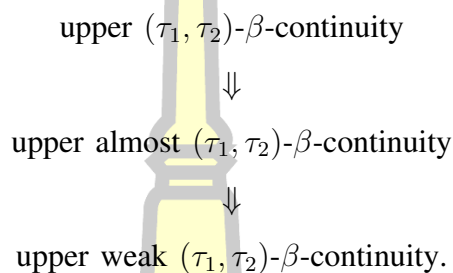 upper (τ₁, τ₂)-β-continuity
⇓
upper almost (τ₁, τ₂)-β-continuity
⇓
upper weak (τ₁, τ₂)-β-continuity.